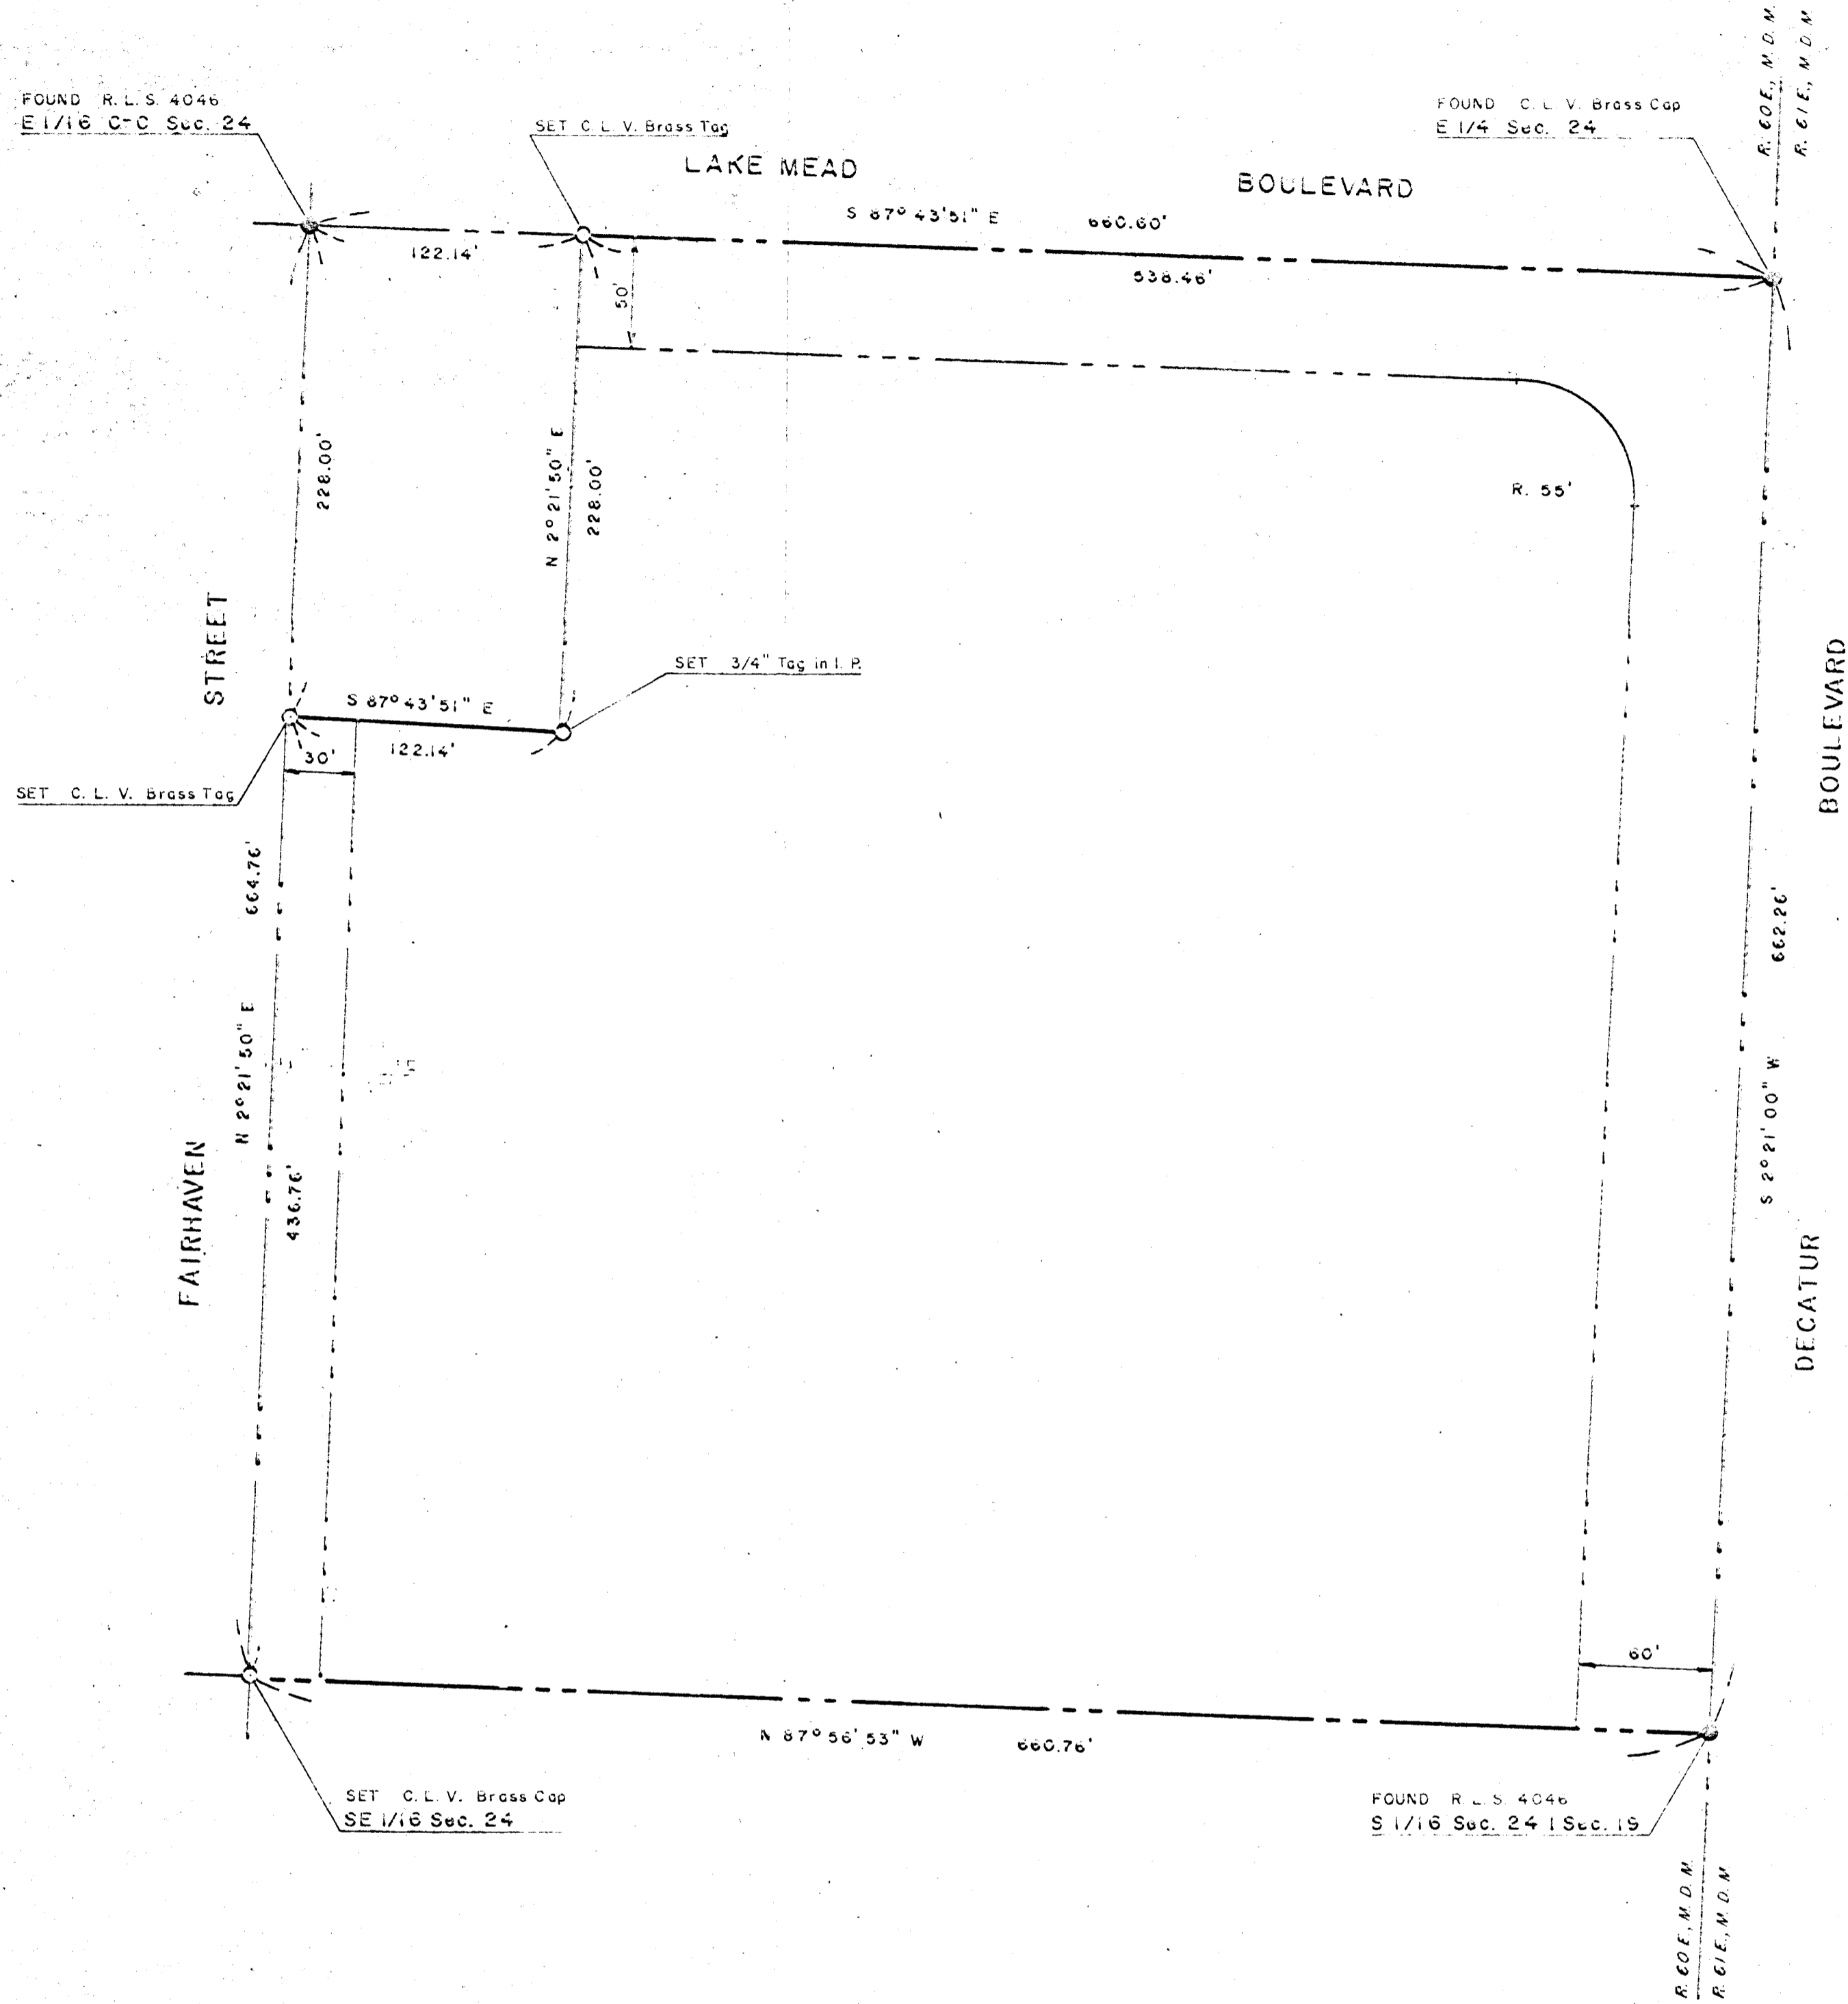 R. 60 E., M. D. M.
R. 61 E., M. D. M.
FOUND R. L. S. 4046
E 1/16 C-C Sec. 24
SET C. L. V. Brass Tag
FOUND C. L. V. Brass Cap
E 1/4 Sec. 24
LAKE MEAD BOULEVARD
S 87° 43' 51" E 660.60'
122.14'
538.46'
50'
228.00'
N 2° 21' 50" E
228.00'
R. 55'
STREET
SET 3/4" Tag in I. P.
S 87° 43' 51" E
122.14'
30'
SET C. L. V. Brass Tag
BOULEVARD
664.76'
662.26'
N 2° 21' 50" E
S 2° 21' 00" W
FAIRHAVEN
436.76'
DECATUR
60'
N 87° 56' 53" W 660.76'
SET C. L. V. Brass Cap
SE 1/16 Sec. 24
FOUND R. L. S. 4046
S 1/16 Sec. 24 | Sec. 19
R. 60 E., M. D. M.
R. 61 E., M. D. M